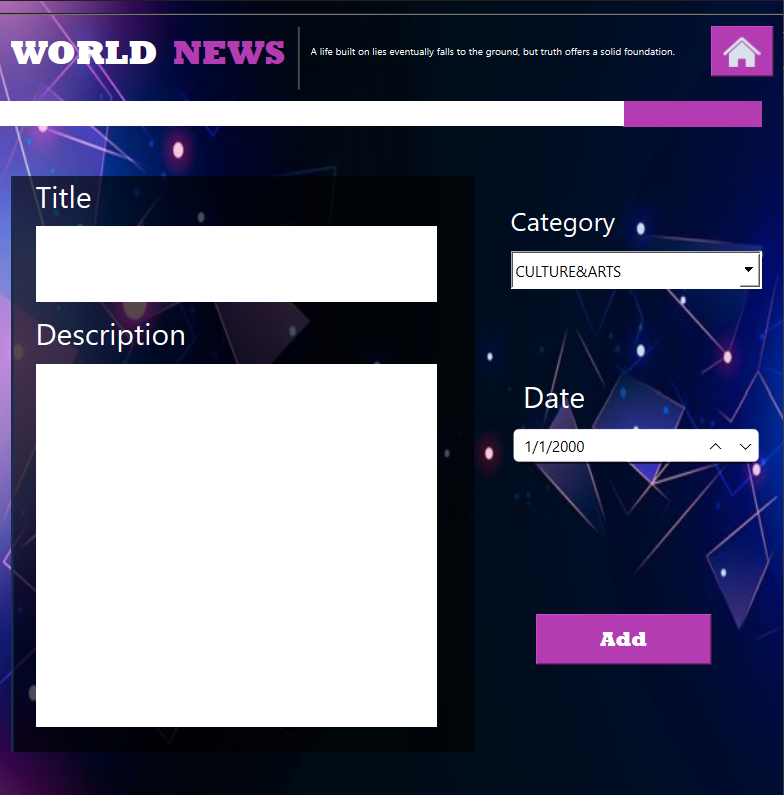 WORLD NEWS
A life built on lies eventually falls to the ground, but truth offers a solid foundation.
Title
Category
CULTURE&ARTS
Description
Date
1/1/2000
Add